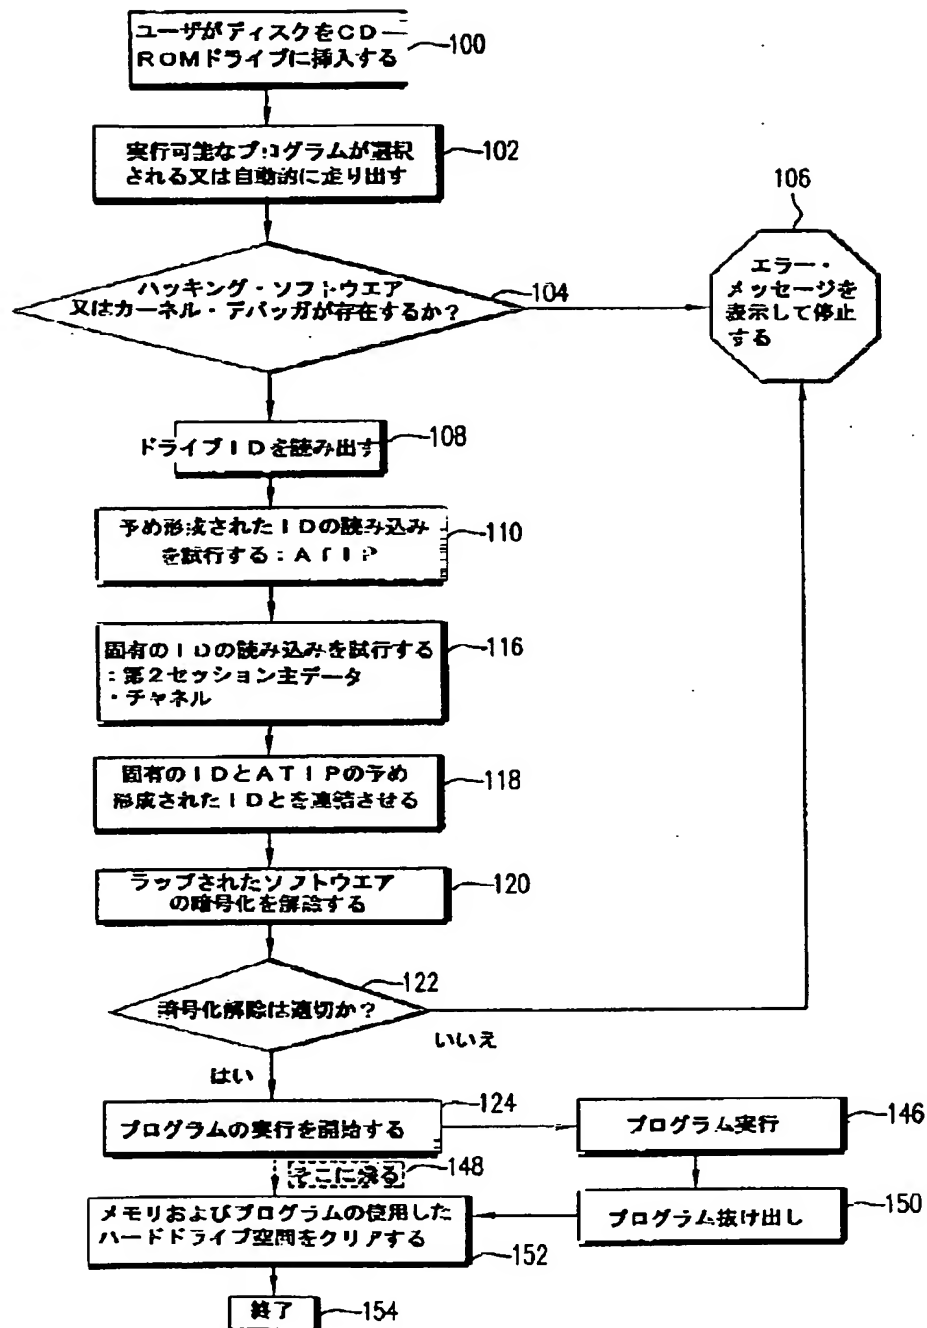 ユーザがディスクをCD―
ROMドライブに挿入する
100
実行可能なプログラムが選択
される又は自動的に走り出す
102
ハッキング・ソフトウエア
又はカーネル・デバッガが存在するか?
104
106
エラー・
メッセージを
表示して停止
する
ドライブIDを読み出す
108
予め形成されたIDの読み込み
を試行する:ATIP
110
固有のIDの読み込みを試行する
:第2セッション主データ
・チャネル
116
固有のIDとATIPの予め
形成されたIDとを連結させる
118
ラップされたソフトウエア
の暗号化を解除する
120
暗号化解除は適切か?
122
いいえ
はい
プログラムの実行を開始する
124
プログラム実行
146
そこに残る
148
メモリおよびプログラムの使用した
ハードドライブ空間をクリアする
152
プログラム抜け出し
150
終了
154